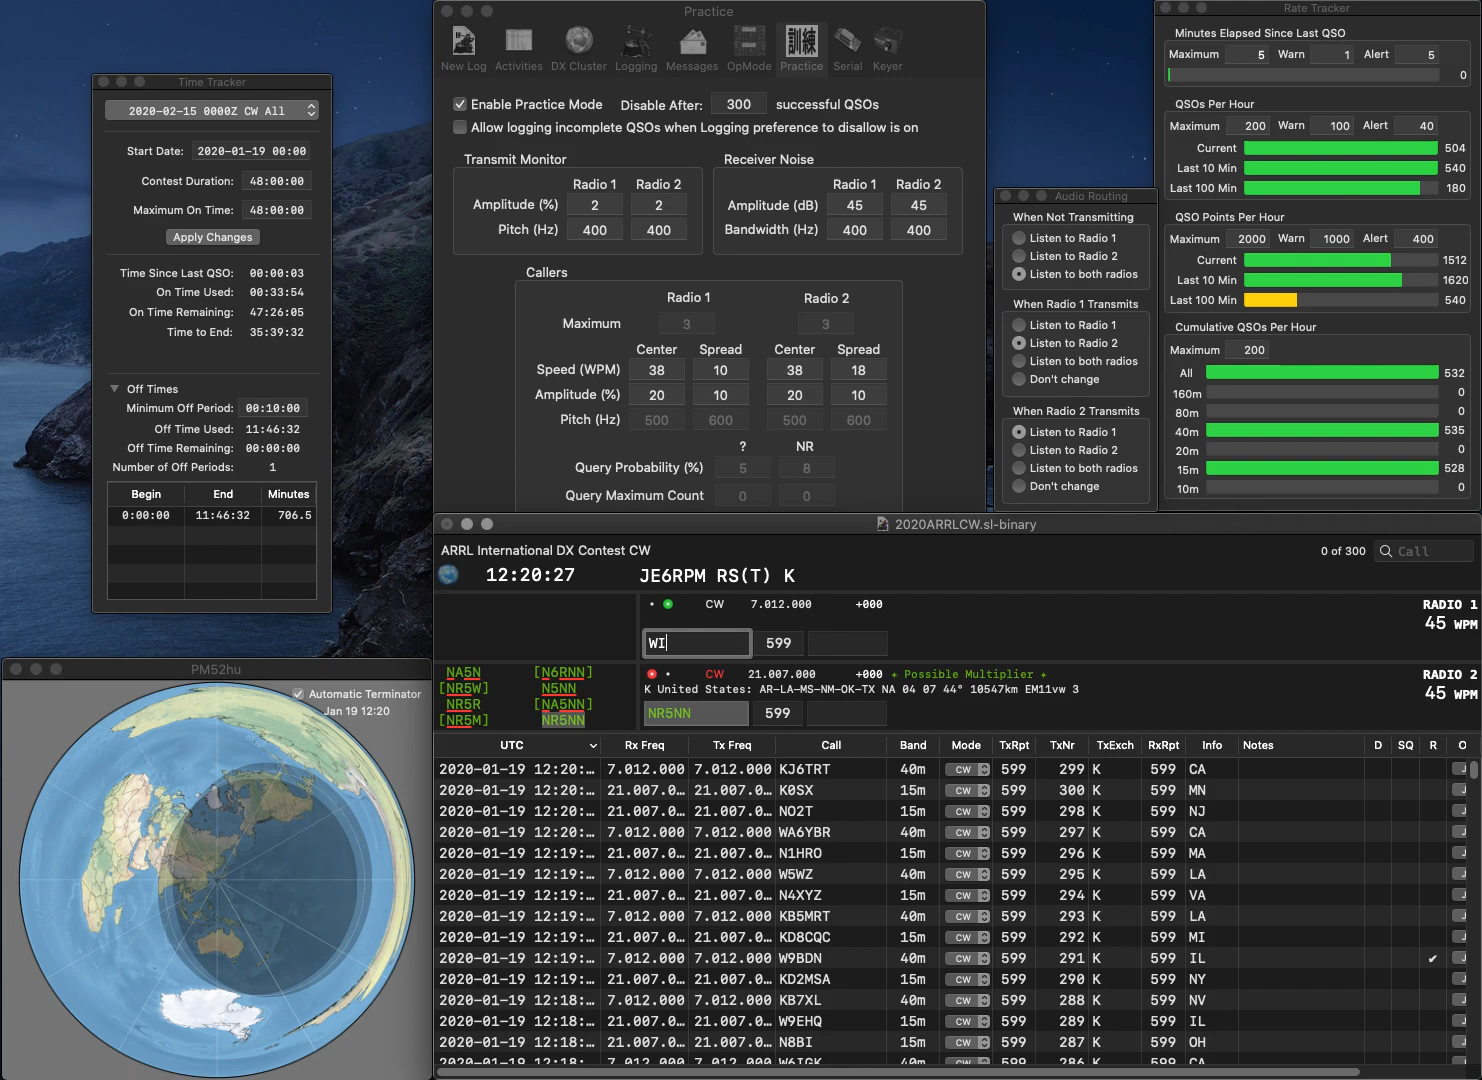 Time Tracker
2020-02-15 0000Z CW All
Start Date: 2020-01-19 00:00
Contest Duration: 48:00:00
Maximum On Time: 48:00:00
Apply Changes
Time Since Last QSO: 00:00:03
On Time Used: 00:33:54
On Time Remaining: 47:26:05
Time to End: 35:39:32
Off Times
Minimum Off Period: 00:10:00
Off Time Used: 11:46:32
Off Time Remaining: 00:00:00
Number of Off Periods: 1
Begin End Minutes
0:00:00 11:46:32 706.5
Practice
New Log Activities DX Cluster Logging Messages OpMode Practice Serial Keyer
訓練
Enable Practice Mode Disable After: 300 successful QSOs
Allow logging incomplete QSOs when Logging preference to disallow is on
Transmit Monitor
Radio 1 Radio 2
Amplitude (%) 2 2
Pitch (Hz) 400 400
Receiver Noise
Radio 1 Radio 2
Amplitude (dB) 45 45
Bandwidth (Hz) 400 400
Callers
Radio 1 Radio 2
Maximum 3 3
Center Spread Center Spread
Speed (WPM) 38 10 38 18
Amplitude (%) 20 10 20 10
Pitch (Hz) 500 600 500 600
? NR
Query Probability (%) 5 8
Query Maximum Count 0 0
Audio Routing
When Not Transmitting
Listen to Radio 1
Listen to Radio 2
Listen to both radios
When Radio 1 Transmits
Listen to Radio 1
Listen to Radio 2
Listen to both radios
Don't change
When Radio 2 Transmits
Listen to Radio 1
Listen to Radio 2
Listen to both radios
Don't change
Rate Tracker
Minutes Elapsed Since Last QSO
Maximum 5 Warn 1 Alert 5
0
QSOs Per Hour
Maximum 200 Warn 100 Alert 40
Current 504
Last 10 Min 540
Last 100 Min 180
QSO Points Per Hour
Maximum 2000 Warn 1000 Alert 400
Current 1512
Last 10 Min 1620
Last 100 Min 540
Cumulative QSOs Per Hour
Maximum 200
All 532
160m 0
80m 0
40m 535
20m 0
15m 528
10m 0
PM52hu
Automatic Terminator
Jan 19 12:20
2020ARRLCW.sl-binary
ARRL International DX Contest CW 0 of 300 Call
12:20:27 JE6RPM RS(T) K
CW 7.012.000 +000 RADIO 1
45 WPM
WI 599
NA5N [N6RNN]
[NR5W] N5NN
NR5R [NA5NN]
[NR5M] NR5NN
CW 21.007.000 +000 + Possible Multiplier + RADIO 2
K United States: AR-LA-MS-NM-OK-TX NA 04 07 44° 10547km EM11vw 3 45 WPM
NR5NN 599
UTC Rx Freq Tx Freq Call Band Mode TxRpt TxNr TxExch RxRpt Info Notes D SQ R O
2020-01-19 12:20:… 7.012.000 7.012.000 KJ6TRT 40m CW 599 299 K 599 CA J
2020-01-19 12:20:… 21.007.0… 21.007.0… K0SX 15m CW 599 300 K 599 MN J
2020-01-19 12:20:… 21.007.0… 21.007.0… NO2T 15m CW 599 298 K 599 NJ J
2020-01-19 12:20:… 7.012.000 7.012.000 WA6YBR 40m CW 599 297 K 599 CA J
2020-01-19 12:19:… 21.007.0… 21.007.0… N1HRO 15m CW 599 296 K 599 MA J
2020-01-19 12:19:… 7.012.000 7.012.000 W5WZ 40m CW 599 295 K 599 LA J
2020-01-19 12:19:… 21.007.0… 21.007.0… N4XYZ 15m CW 599 294 K 599 VA J
2020-01-19 12:19:… 7.012.000 7.012.000 KB5MRT 40m CW 599 293 K 599 LA J
2020-01-19 12:19:… 21.007.0… 21.007.0… KD8CQC 15m CW 599 292 K 599 MI J
2020-01-19 12:19:… 7.012.000 7.012.000 W9BDN 40m CW 599 291 K 599 IL ✔ J
2020-01-19 12:19:… 21.007.0… 21.007.0… KD2MSA 15m CW 599 290 K 599 NY J
2020-01-19 12:18:… 7.012.000 7.012.000 KB7XL 40m CW 599 288 K 599 NV J
2020-01-19 12:18:… 21.007.0… 21.007.0… W9EHQ 15m CW 599 289 K 599 IL J
2020-01-19 12:18:… 21.007.0… 21.007.0… N8BI 15m CW 599 287 K 599 OH J
2020-01-19 12:18:… 7.012.000 7.012.000 W6IGK 40m CW 599 286 K 599 CA